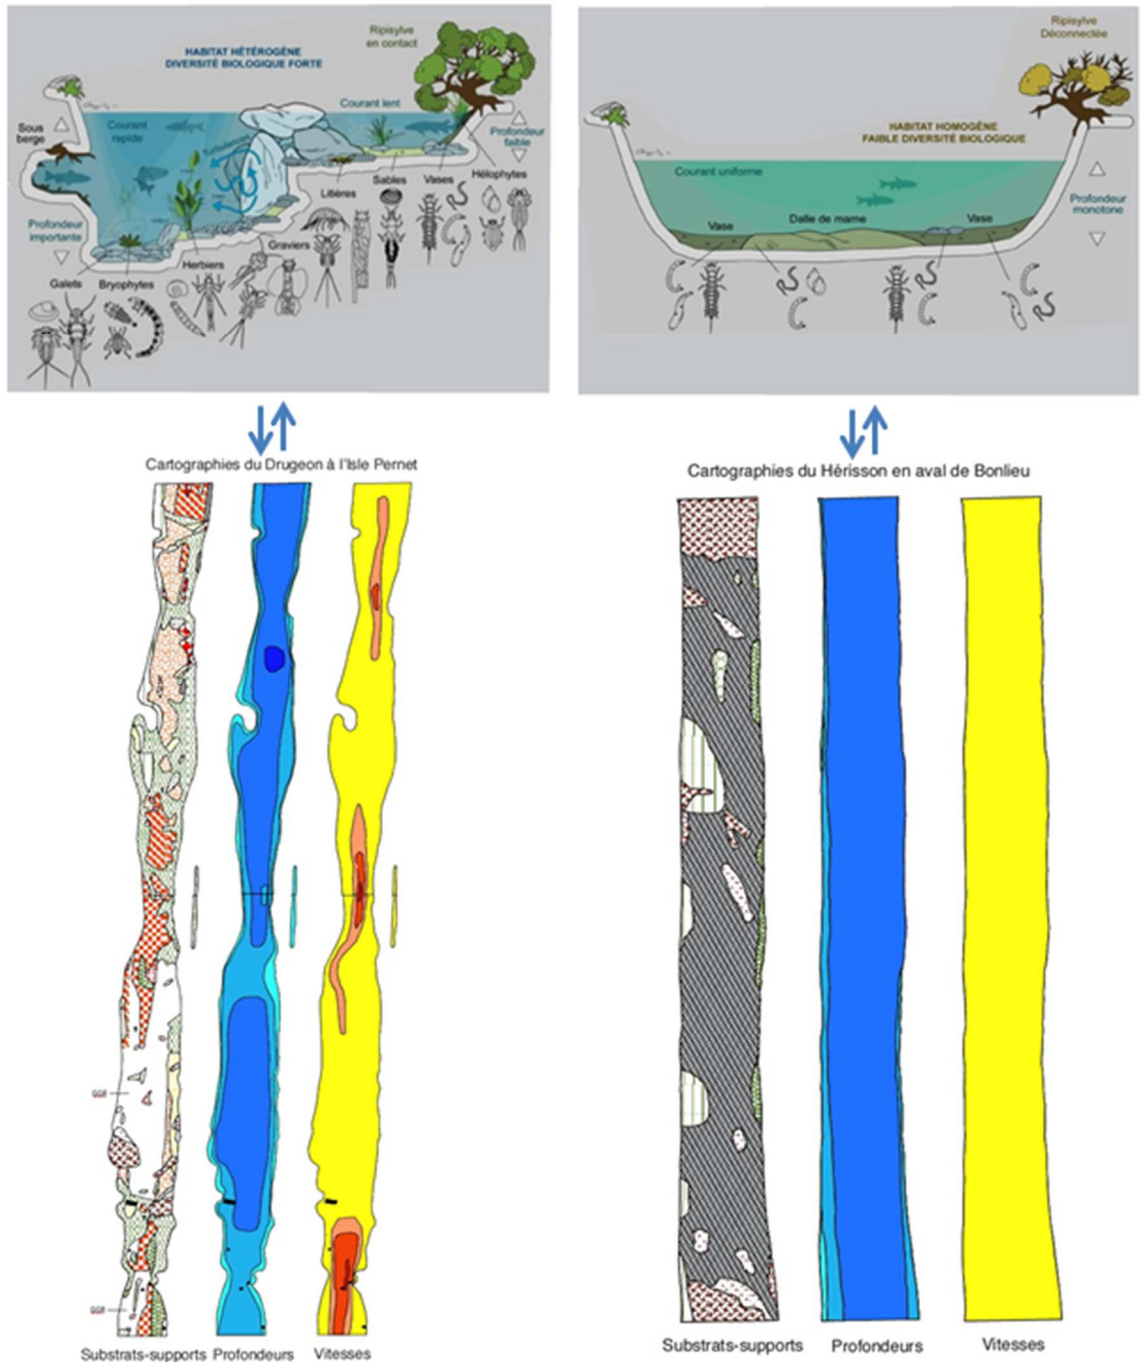 HABITAT HÉTÉROGÈNE
DIVERSITÉ BIOLOGIQUE FORTE
Ripisylve
en contact
Courant lent
Sous
berge
Courant
rapide
Turbulences
Profondeur
faible
Profondeur
importante
Litières
Sables
Vases
Hélophytes
Graviers
Herbiers
Galets
Bryophytes
Ripisylve
Déconnectée
HABITAT HOMOGÈNE
FAIBLE DIVERSITÉ BIOLOGIQUE
Courant uniforme
Profondeur
monotone
Vase
Dalle de marne
Vase
Cartographies du Drugeon à l'Isle Pernet
GGR
GGR
Substrats-supports
Profondeurs
Vitesses
Cartographies du Hérisson en aval de Bonlieu
Substrats-supports
Profondeurs
Vitesses